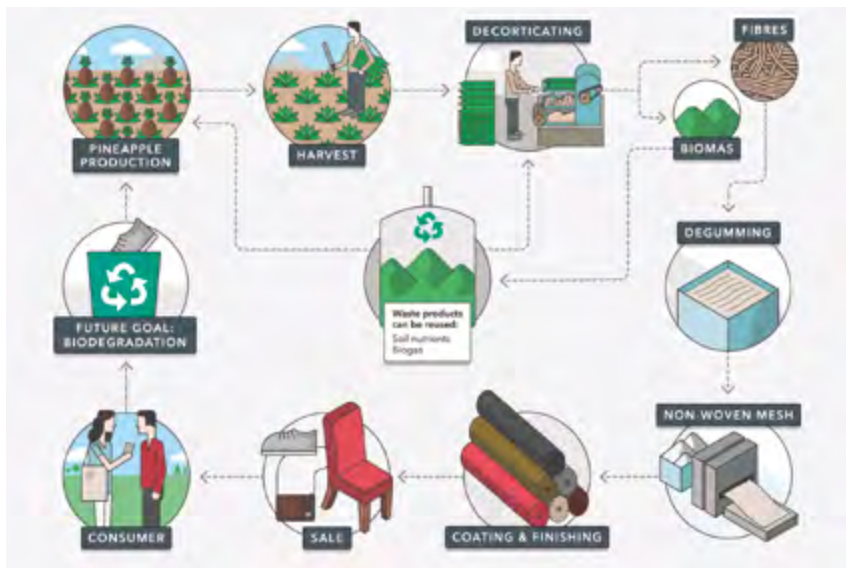 PINEAPPLE
PRODUCTION
HARVEST
DECORTICATING
FIBRES
BIOMAS
DEGUMMING
Waste products
can be reused:
Soil nutrients
Biogas
FUTURE GOAL:
BIODEGRADATION
NON WOVEN MESH
CONSUMER
SALE
COATING & FINISHING